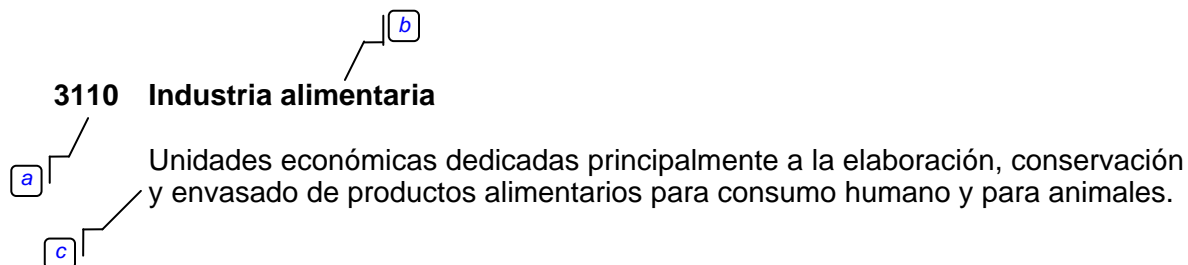 b
3110 Industria alimentaria
a
Unidades económicas dedicadas principalmente a la elaboración, conservación
y envasado de productos alimentarios para consumo humano y para animales.
c